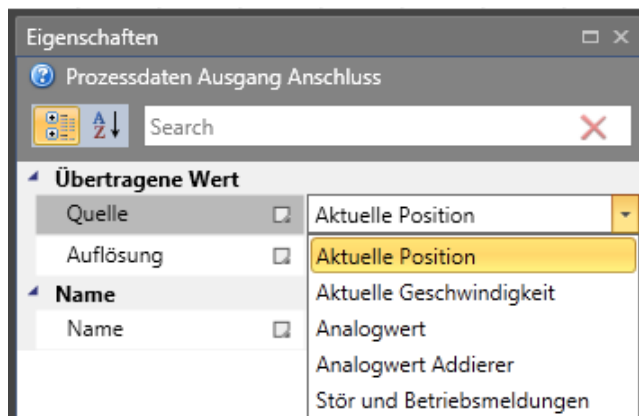 Eigenschaften
Prozessdaten Ausgang Anschluss
A
Z
Search
Übertragene Wert
Quelle
Aktuelle Position
Auflösung
Aktuelle Position
Aktuelle Geschwindigkeit
Name
Name
Analogwert
Analogwert Addierer
Stör und Betriebsmeldungen